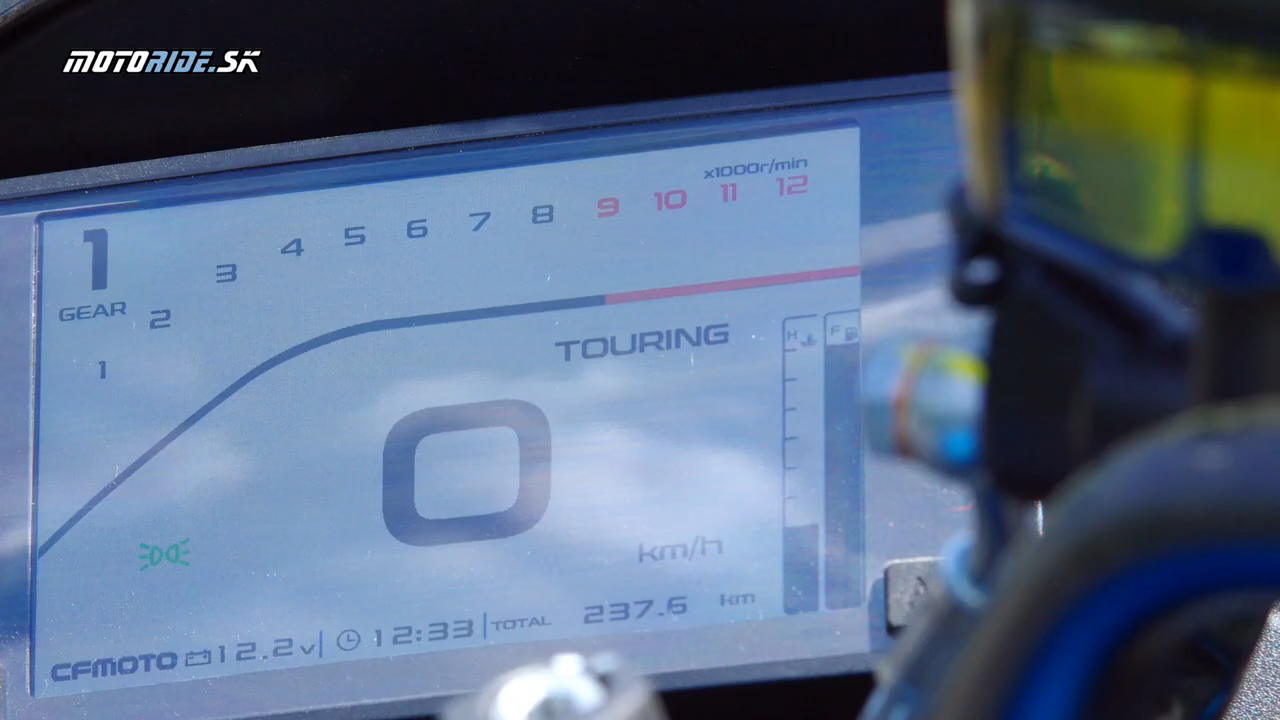 MOTORIDE.SK
x1000r/min
1 2 3 4 5 6 7 8 9 10 11 12
1
GEAR
TOURING
H F
0
km/h
CFMOTO 12.2V 12:33 TOTAL 237.6 km